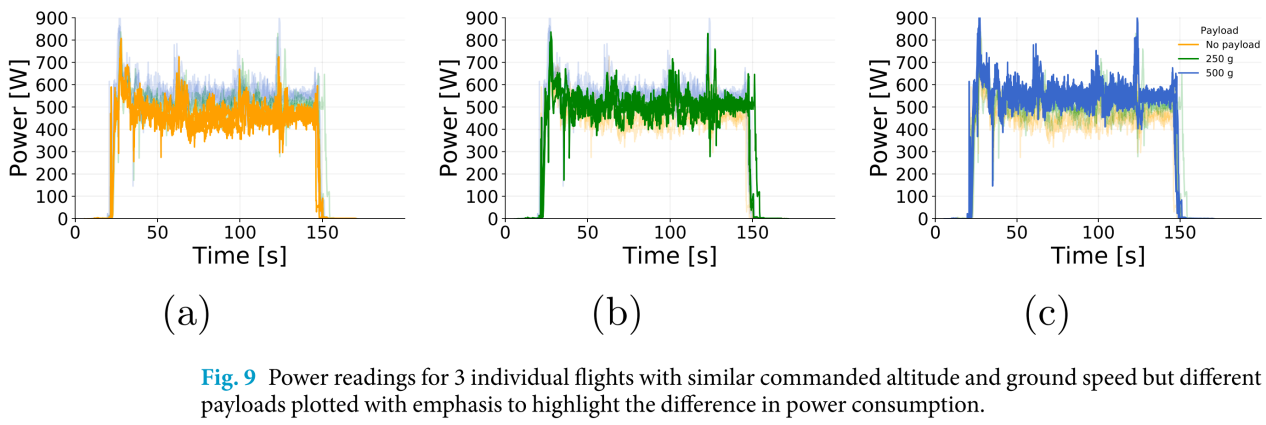 900
800
700
600
500
400
300
200
100
0
Power [W]
0 50 100 150
Time [s]
(a)
900
800
700
600
500
400
300
200
100
0
Power [W]
0 50 100 150
Time [s]
(b)
900
800
700
600
500
400
300
200
100
0
Power [W]
0 50 100 150
Time [s]
Payload
No payload
250 g
500 g
(c)
Fig. 9 Power readings for 3 individual flights with similar commanded altitude and ground speed but different
payloads plotted with emphasis to highlight the difference in power consumption.